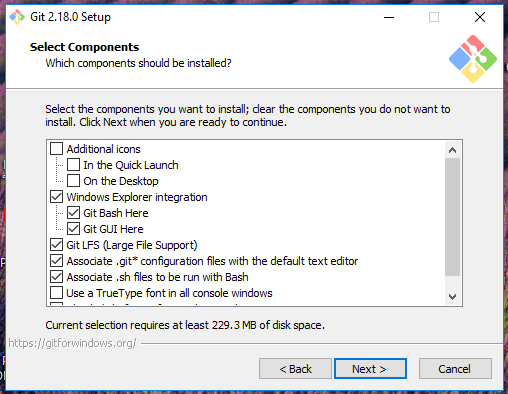 Git 2.18.0 Setup
Select Components
Which components should be installed?
Select the components you want to install; clear the components you do not want to
install. Click Next when you are ready to continue.
Additional icons
In the Quick Launch
On the Desktop
Windows Explorer integration
Git Bash Here
Git GUI Here
Git LFS (Large File Support)
Associate .git* configuration files with the default text editor
Associate .sh files to be run with Bash
Use a TrueType font in all console windows
Current selection requires at least 229.3 MB of disk space.
https://gitforwindows.org/
< Back
Next >
Cancel